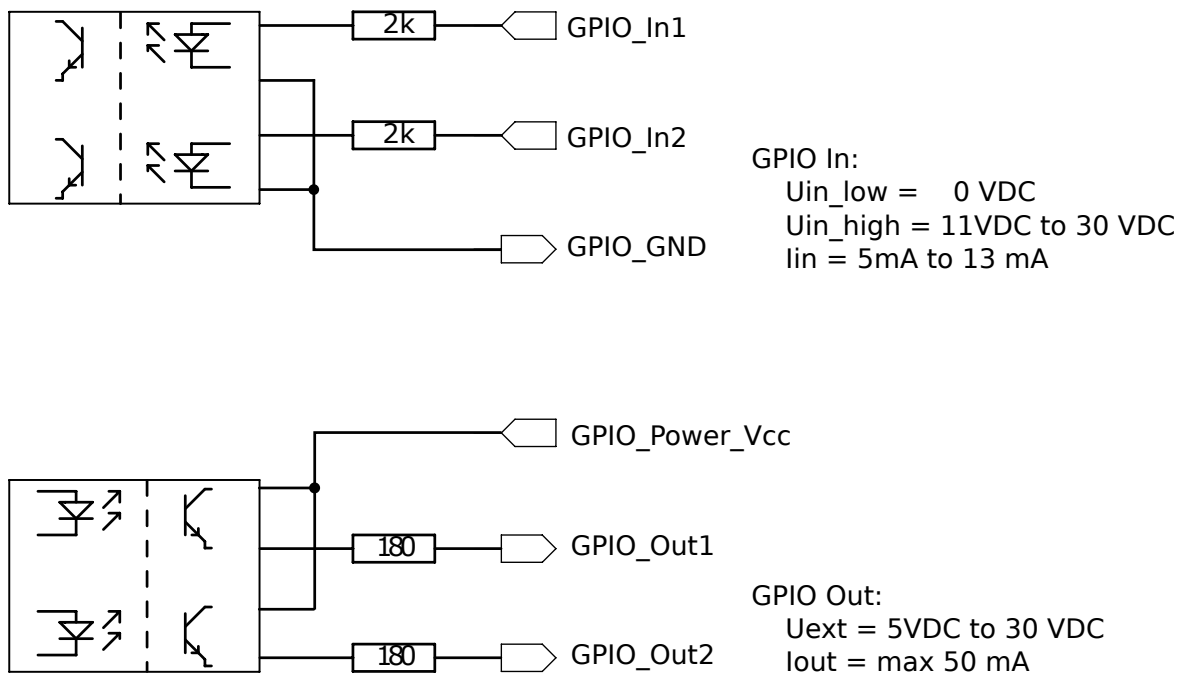 2k
GPIO_In1
2k
GPIO_In2
GPIO_GND
GPIO In:
Uin_low = 0 VDC
Uin_high = 11VDC to 30 VDC
Iin = 5mA to 13 mA
GPIO_Power_Vcc
180
GPIO_Out1
180
GPIO_Out2
GPIO Out:
Uext = 5VDC to 30 VDC
Iout = max 50 mA